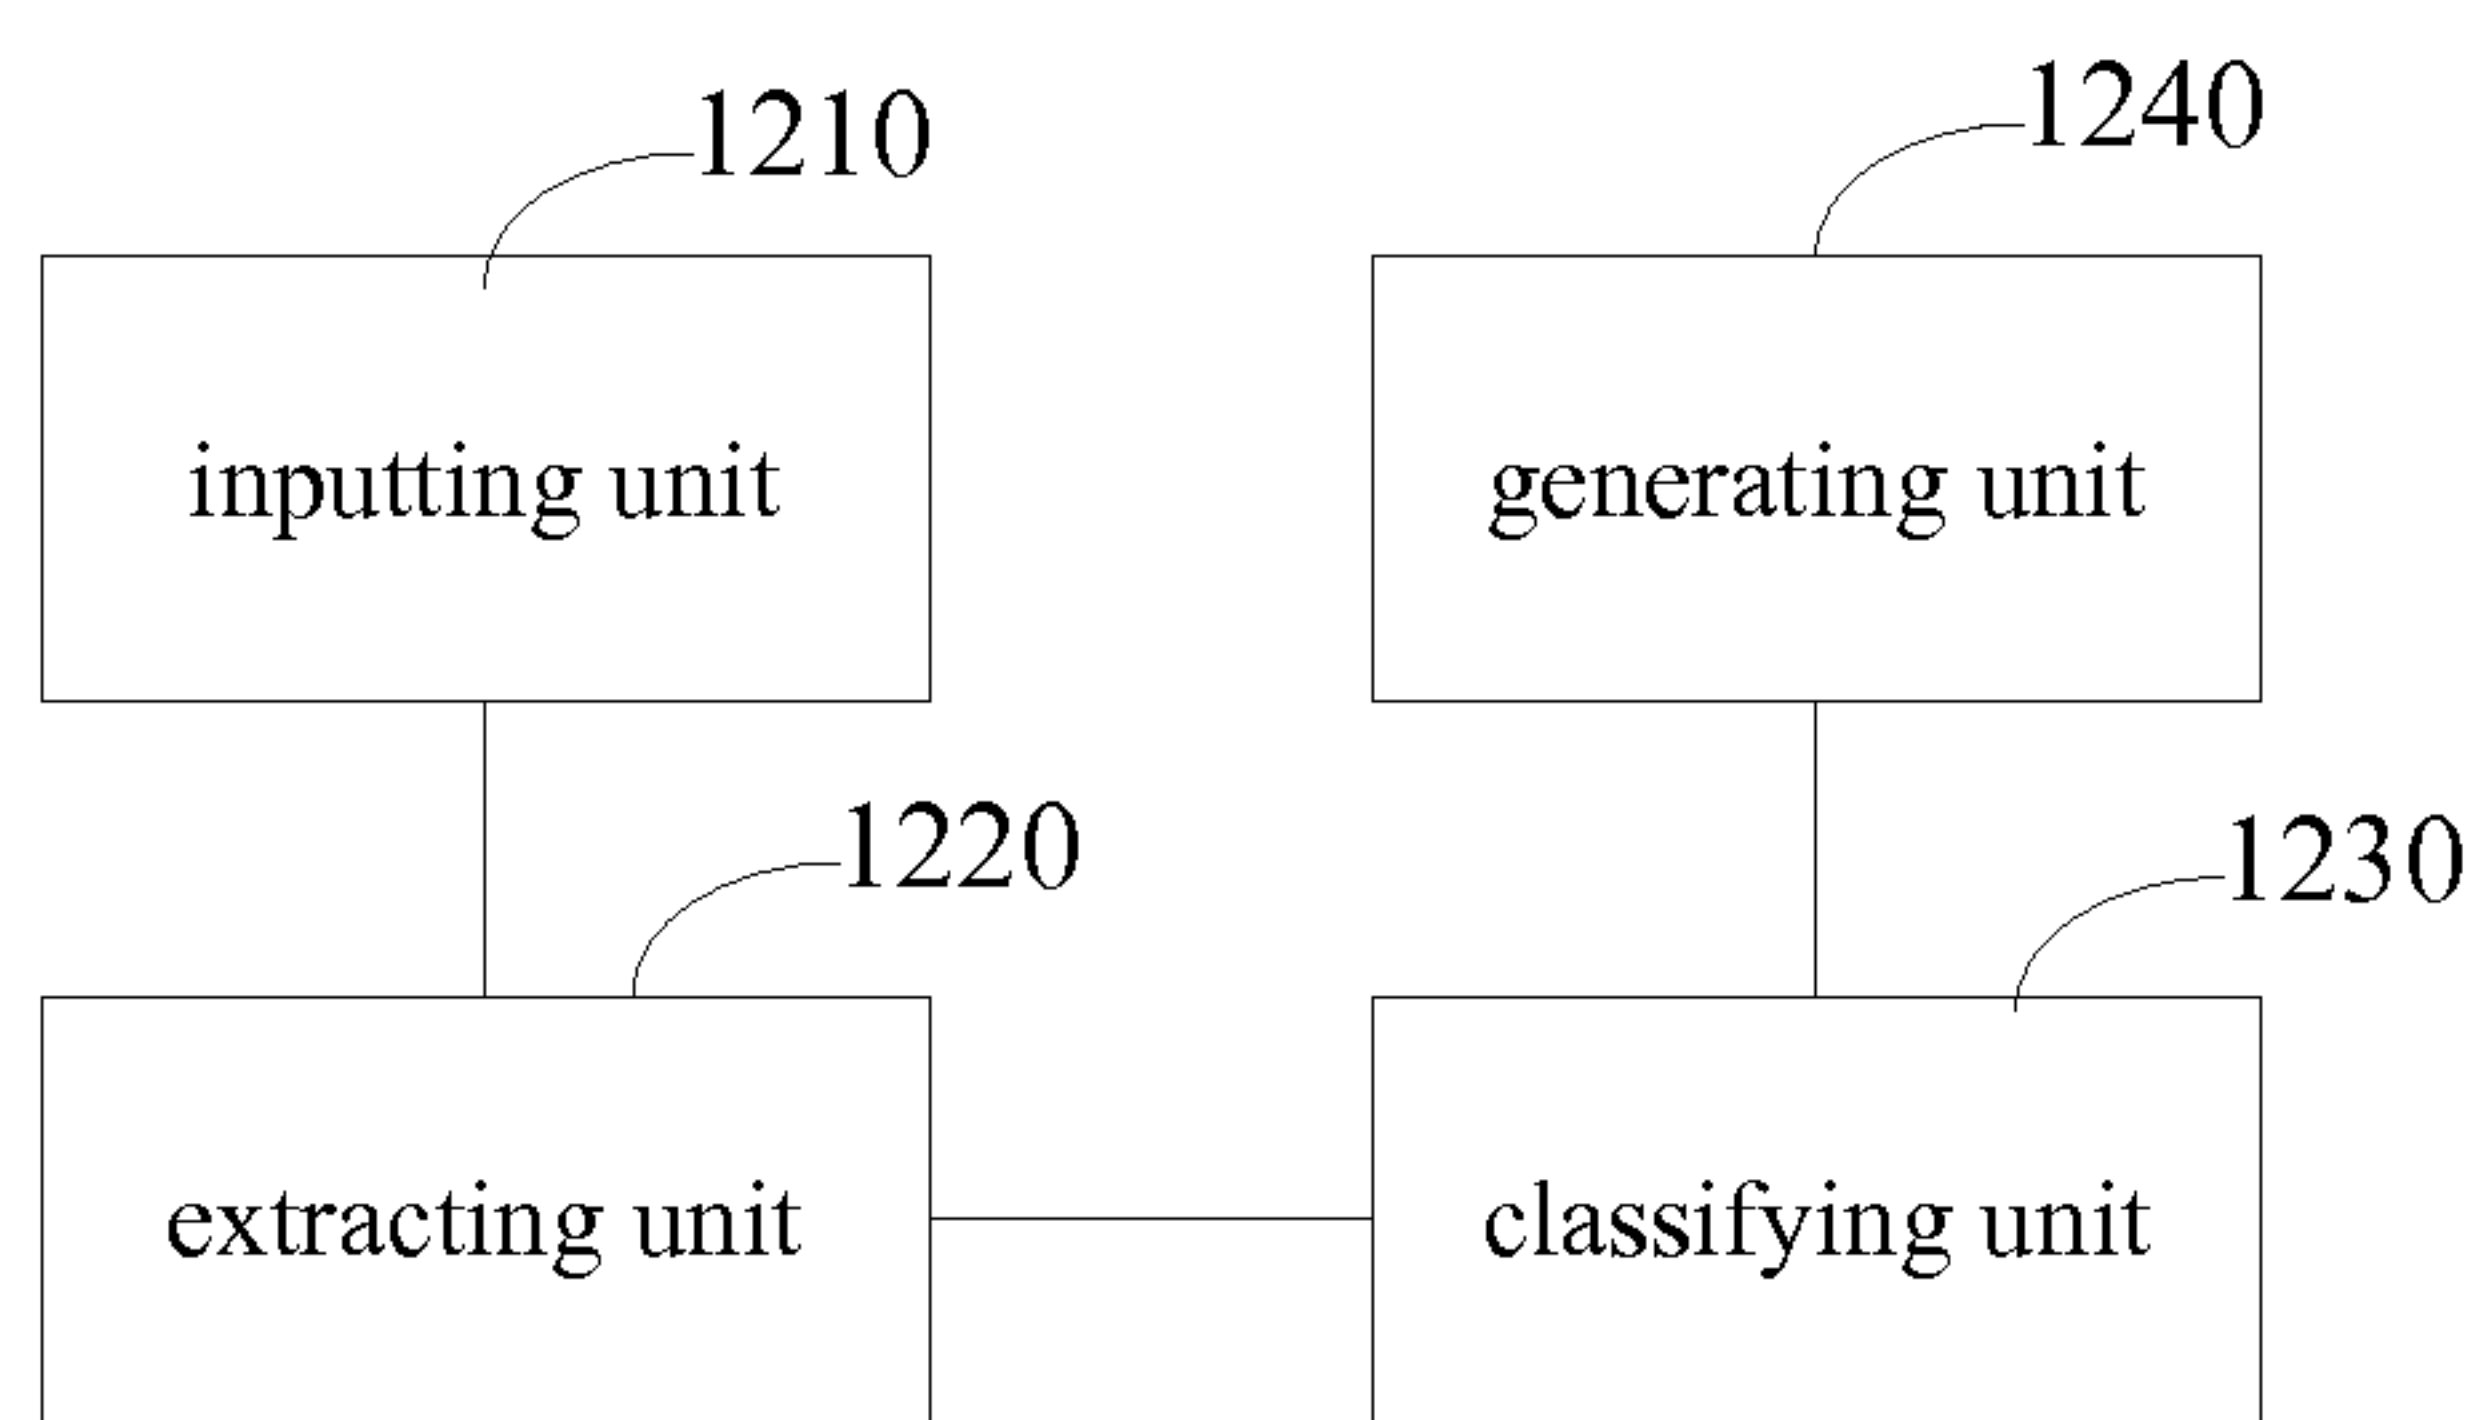 1210
1240
inputting unit
generating unit
1220
1230
extracting unit
classifying unit